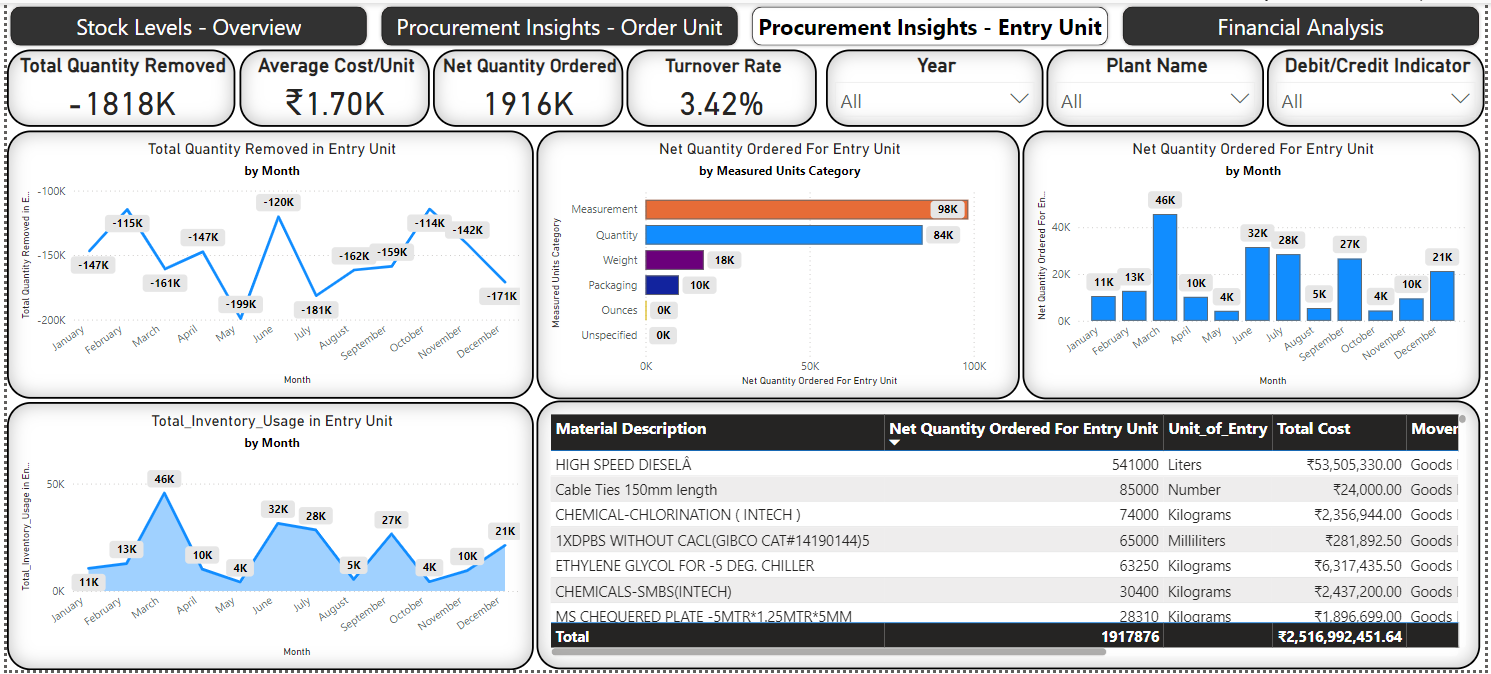 Stock Levels - Overview
Procurement Insights - Order Unit
Procurement Insights - Entry Unit
Financial Analysis
Total Quantity Removed
-1818K
Average Cost/Unit
₹1.70K
Net Quantity Ordered
1916K
Turnover Rate
3.42%
Year
All
Plant Name
All
Debit/Credit Indicator
All
Total Quantity Removed in Entry Unit
by Month
Total Quantity Removed in E...
-100K
-150K
-200K
-147K
-115K
-161K
-147K
-199K
-120K
-181K
-162K
-159K
-114K
-142K
-171K
January
February
March
April
May
June
July
August
September
October
November
December
Month
Net Quantity Ordered For Entry Unit
by Measured Units Category
Measured Units Category
Measurement 98K
Quantity 84K
Weight 18K
Packaging 10K
Ounces 0K
Unspecified 0K
0K 50K 100K
Net Quantity Ordered For Entry Unit
Net Quantity Ordered For Entry Unit
by Month
Net Quantity Ordered For En...
40K
20K
0K
11K
13K
46K
10K
4K
32K
28K
5K
27K
4K
10K
21K
January
February
March
April
May
June
July
August
September
October
November
December
Month
Total_Inventory_Usage in Entry Unit
by Month
Total_Inventory_Usage in En...
50K
0K
11K
13K
46K
10K
4K
32K
28K
5K
27K
4K
10K
21K
January
February
March
April
May
June
July
August
September
October
November
December
Month
Material Description Net Quantity Ordered For Entry Unit Unit_of_Entry Total Cost Mover
HIGH SPEED DIESELÂ 541000 Liters ₹53,505,330.00 Goods
Cable Ties 150mm length 85000 Number ₹24,000.00 Goods
CHEMICAL-CHLORINATION ( INTECH ) 74000 Kilograms ₹2,356,944.00 Goods
1XDPBS WITHOUT CACL(GIBCO CAT#14190144)5 65000 Milliliters ₹281,892.50 Goods
ETHYLENE GLYCOL FOR -5 DEG. CHILLER 63250 Kilograms ₹6,317,435.50 Goods
CHEMICALS-SMBS(INTECH) 30400 Kilograms ₹2,437,200.00 Goods
MS CHEQUERED PLATE -5MTR*1.25MTR*5MM 28310 Kilograms ₹1,896,699.00 Goods
Total 1917876 ₹2,516,992,451.64